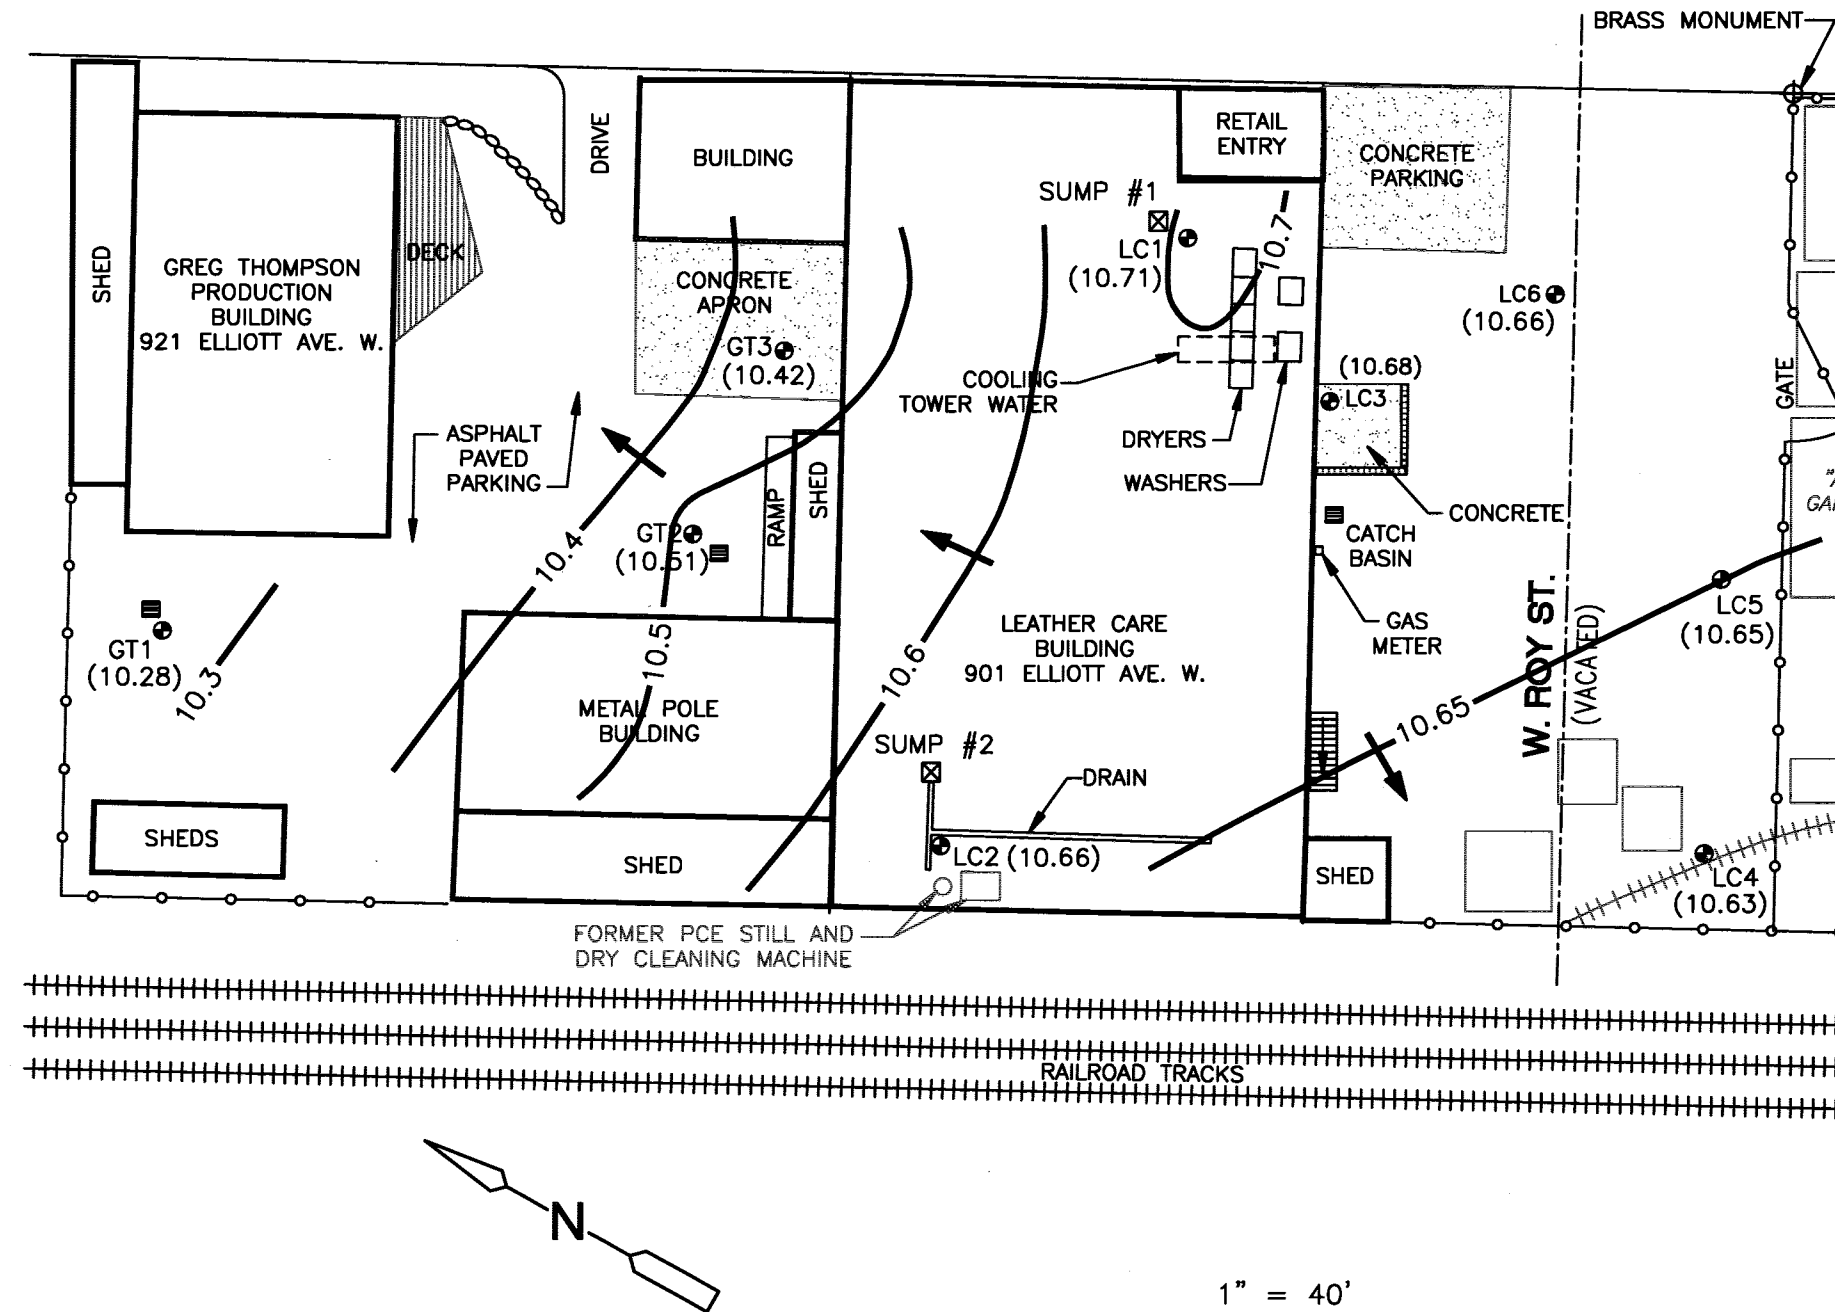 BRASS MONUMENT
SHED
GREG THOMPSON
PRODUCTION
BUILDING
921 ELLIOTT AVE. W.
DECK
DRIVE
BUILDING
CONCRETE
APRON
GT3
(10.42)
RETAIL
ENTRY
SUMP #1
LC1
(10.71)
10.7
CONCRETE
PARKING
LC6
(10.66)
COOLING
TOWER WATER
DRYERS
WASHERS
(10.68)
LC3
CONCRETE
GATE
ASPHALT
PAVED
PARKING
RAMP
SHED
GT2
(10.51)
10.4
CATCH
BASIN
GAS
METER
GT1
(10.28)
10.3
10.5
10.6
LEATHER CARE
BUILDING
901 ELLIOTT AVE. W.
W. ROY ST.
(VACATED)
LC5
(10.65)
10.65
METAL POLE
BUILDING
SUMP #2
DRAIN
SHEDS
SHED
LC2 (10.66)
SHED
LC4
(10.63)
FORMER PCE STILL AND
DRY CLEANING MACHINE
RAILROAD TRACKS
N
1" = 40'